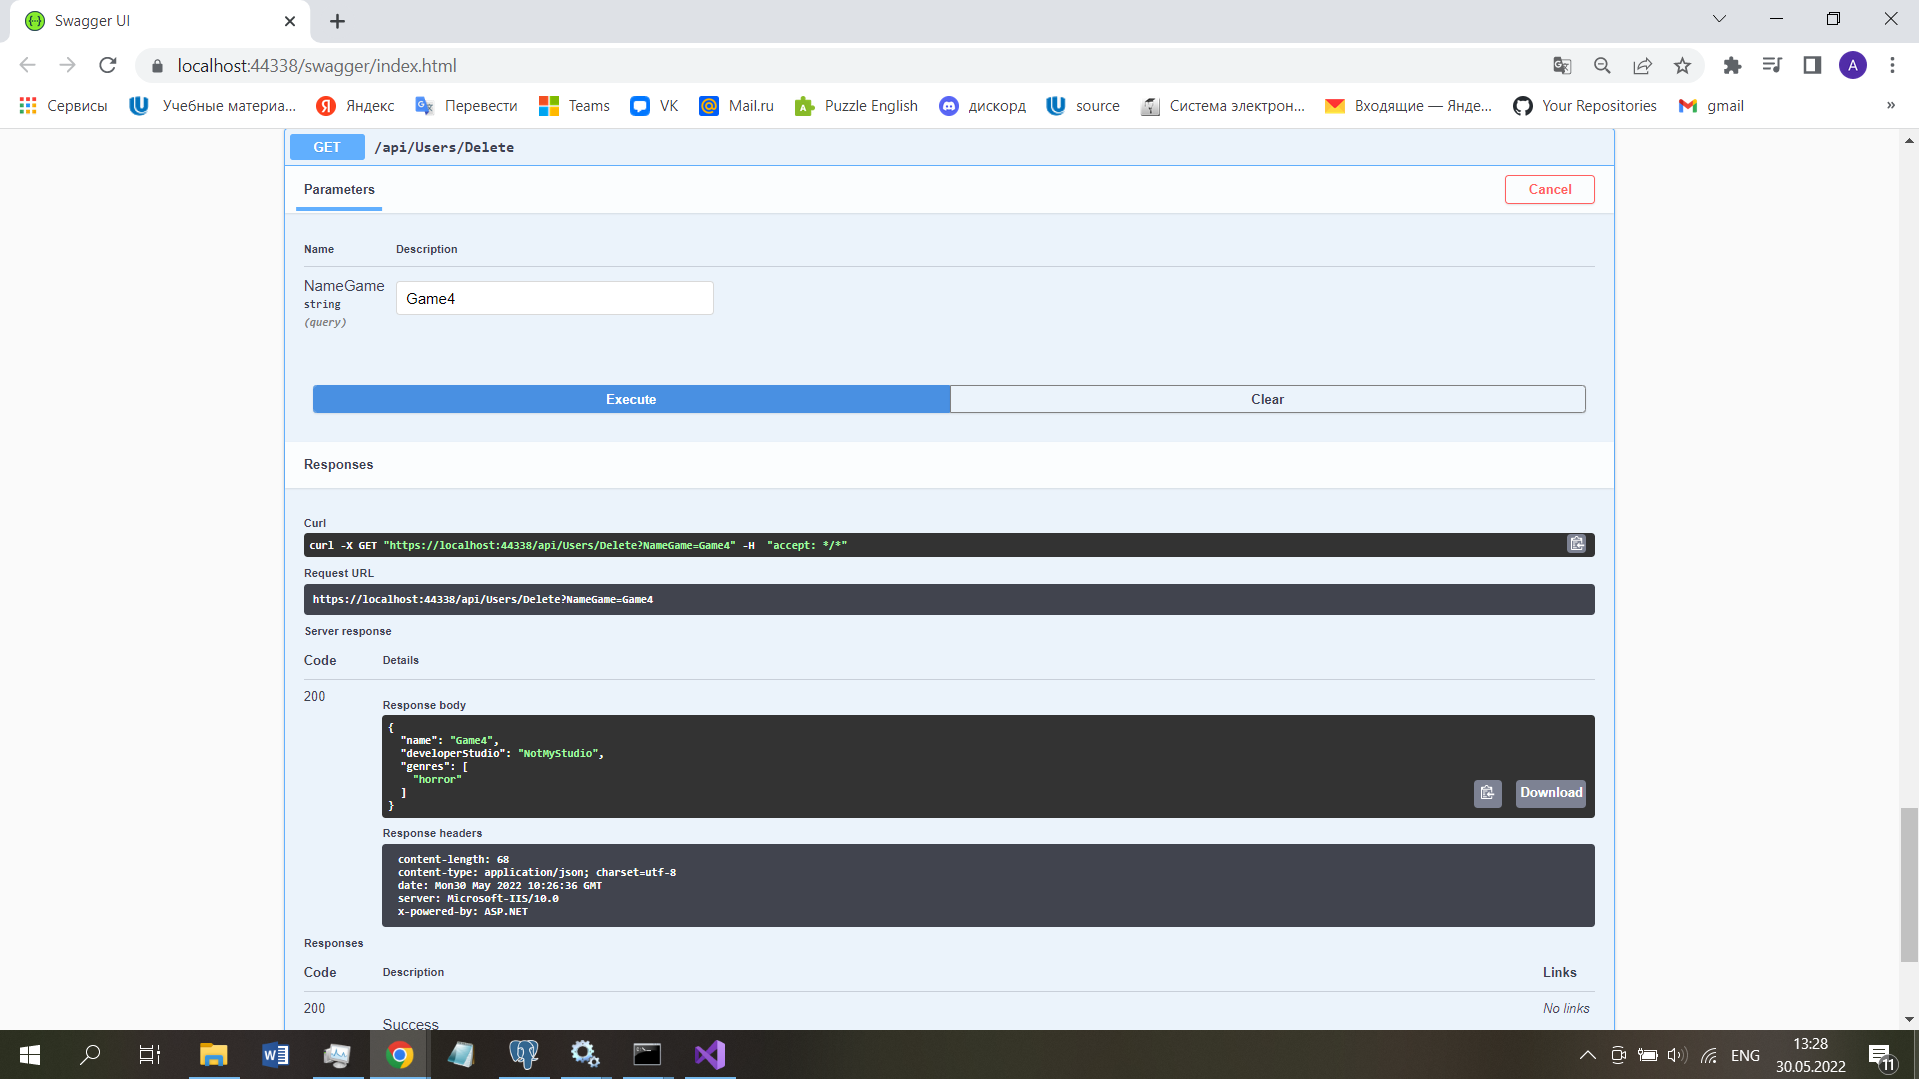 Swagger UI
localhost:44338/swagger/index.html
A
Сервисы
Учебные материа...
Яндекс
Перевести
Teams
VK
Mail.ru
Puzzle English
дискорд
source
Система электрон...
Входящие — Янде...
Your Repositories
gmail
»
GET /api/Users/Delete
Parameters
Cancel
Name Description
NameGame
string
(query)
Game4
Execute
Clear
Responses
Curl
curl -X GET "https://localhost:44338/api/Users/Delete?NameGame=Game4" -H  "accept: */*"
Request URL
https://localhost:44338/api/Users/Delete?NameGame=Game4
Server response
Code Details
200
Response body
{
  "name": "Game4",
  "developerStudio": "NotMyStudio",
  "genres": [
    "horror"
  ]
}
Download
Response headers
content-length: 68
content-type: application/json; charset=utf-8
date: Mon30 May 2022 10:26:36 GMT
server: Microsoft-IIS/10.0
x-powered-by: ASP.NET
Responses
Code Description Links
200
Success
No links
ENG
13:28
30.05.2022
11